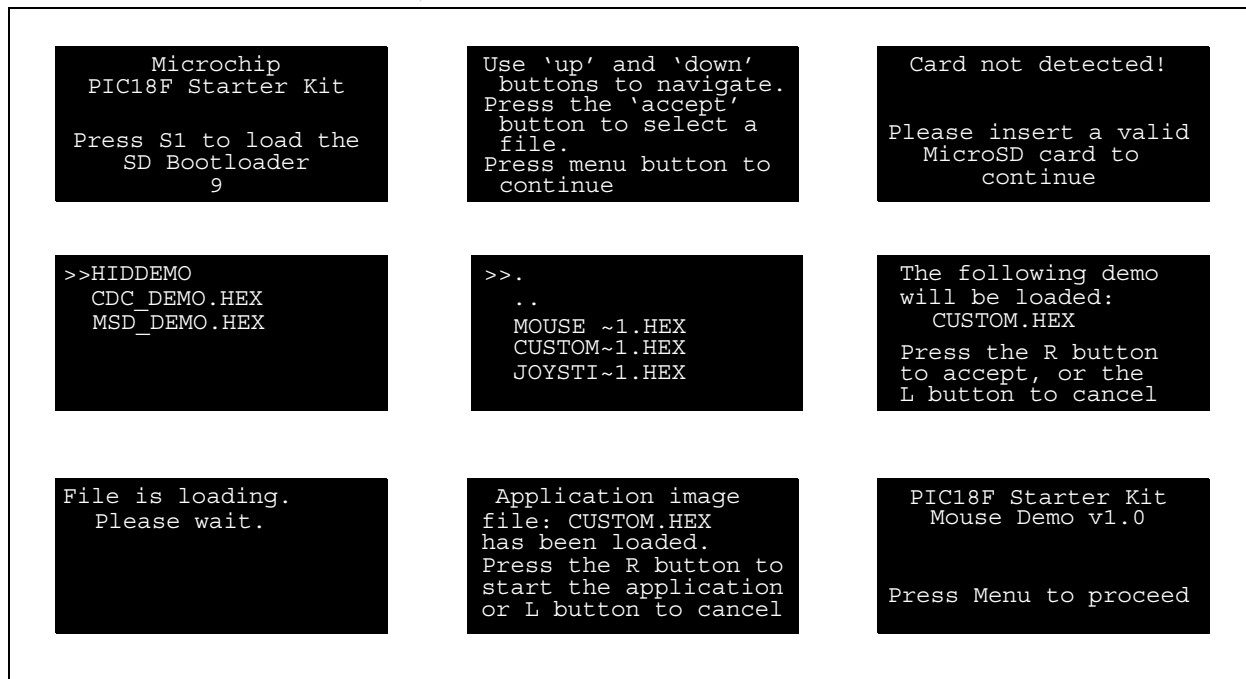 Microchip
PIC18F Starter Kit
Press S1 to load the
SD Bootloader
9
Use ‘up’ and ‘down’
buttons to navigate.
Press the ‘accept’
button to select a
file.
Press menu button to
continue
Card not detected!
Please insert a valid
MicroSD card to
continue
>>HIDDEMO
CDC_DEMO.HEX
MSD_DEMO.HEX
>>.
..
MOUSE ~1.HEX
CUSTOM~1.HEX
JOYSTI~1.HEX
The following demo
will be loaded:
CUSTOM.HEX
Press the R button
to accept, or the
L button to cancel
File is loading.
Please wait.
Application image
file: CUSTOM.HEX
has been loaded.
Press the R button to
start the application
or L button to cancel
PIC18F Starter Kit
Mouse Demo v1.0
Press Menu to proceed